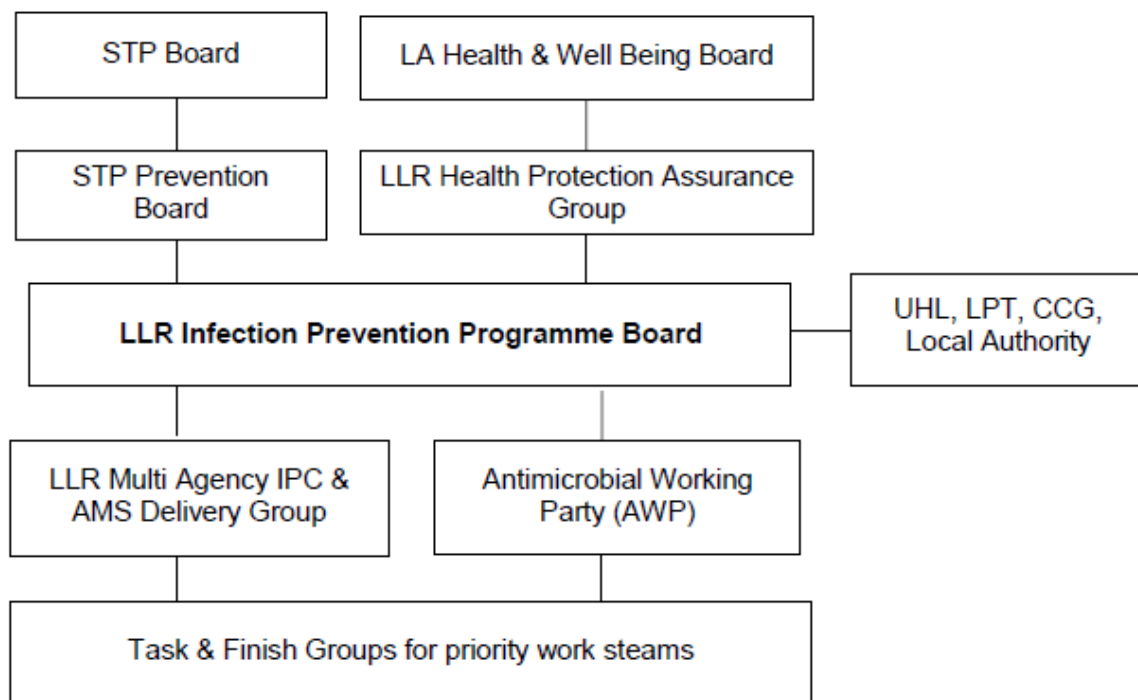 STP Board
LA Health & Well Being Board
STP Prevention
Board
LLR Health Protection Assurance
Group
LLR Infection Prevention Programme Board
UHL, LPT, CCG,
Local Authority
LLR Multi Agency IPC &
AMS Delivery Group
Antimicrobial Working
Party (AWP)
Task & Finish Groups for priority work steams